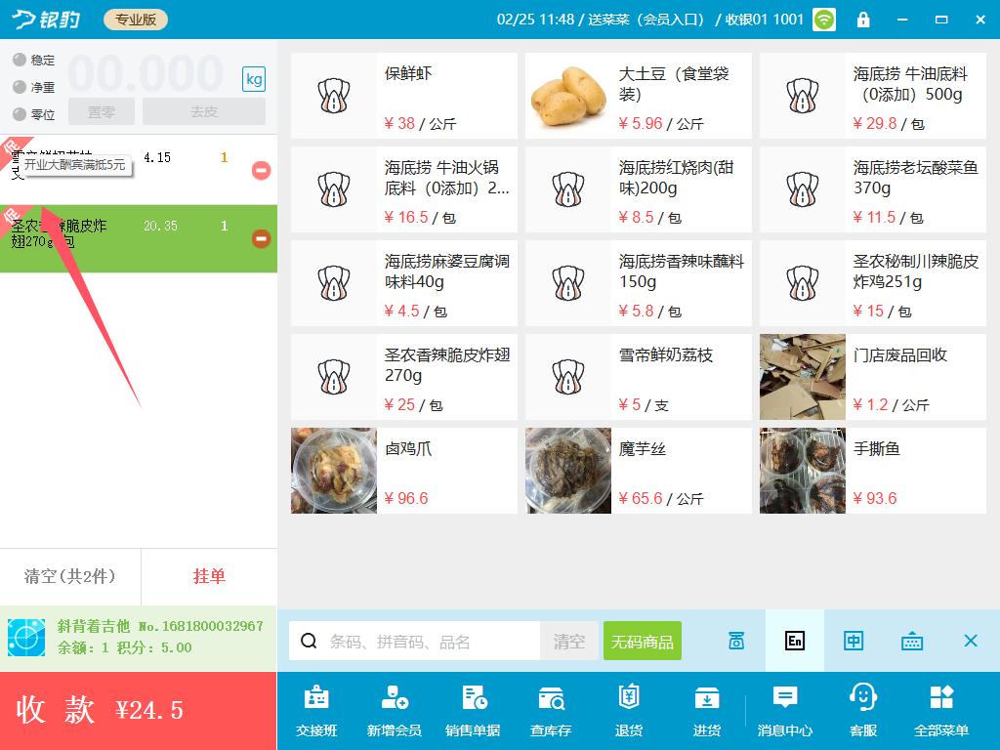 银豹 专业版
02/25 11:48 / 送菜菜（会员入口） / 收银01 1001
稳定
净重
零位
00.000
kg
置零 去皮
促
支
4.15 1
开业大酬宾满抵5元
促
圣农香辣脆皮炸
翅270g/包
20.35 1
清空(共2件) 挂单
斜背着吉他 No.1681800032967
余额：1 积分：5.00
收 款 ¥24.5
保鲜虾
¥ 38 / 公斤
大土豆（食堂袋
装）
¥ 5.96 / 公斤
海底捞 牛油底料
（0添加）500g
¥ 29.8 / 包
海底捞 牛油火锅
底料（0添加）2...
¥ 16.5 / 包
海底捞红烧肉(甜
味)200g
¥ 8.5 / 包
海底捞老坛酸菜鱼
370g
¥ 11.5 / 包
海底捞麻婆豆腐调
味料40g
¥ 4.5 / 包
海底捞香辣味蘸料
150g
¥ 5.8 / 包
圣农秘制川辣脆皮
炸鸡251g
¥ 15 / 包
圣农香辣脆皮炸翅
270g
¥ 25 / 包
雪帝鲜奶荔枝
¥ 5 / 支
门店废品回收
¥ 1.2 / 公斤
卤鸡爪
¥ 96.6
魔芋丝
¥ 65.6 / 公斤
手撕鱼
¥ 93.6
条码、拼音码、品名 清空 无码商品 En 中
交接班 新增会员 销售单据 查库存 退货 进货 消息中心 客服 全部菜单